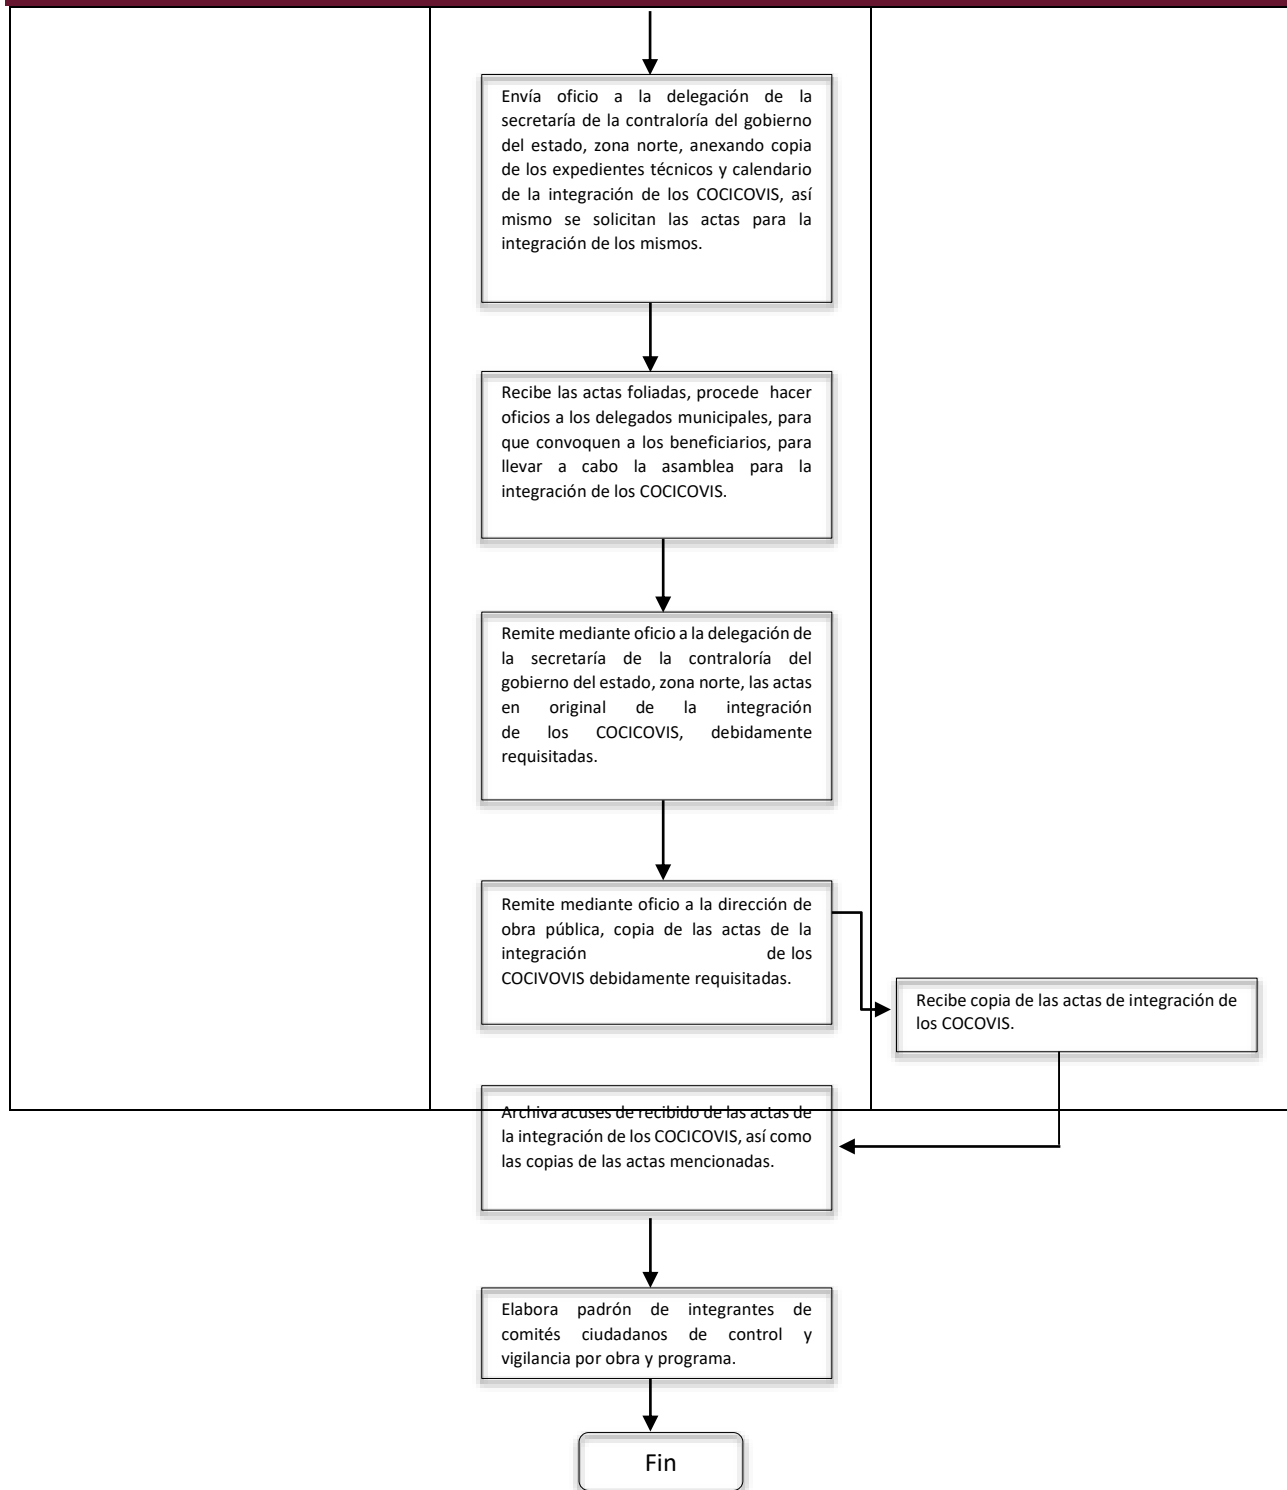 Envía oficio a la delegación de la
secretaría de la contraloría del gobierno
del estado, zona norte, anexando copia
de los expedientes técnicos y calendario
de la integración de los COCICOVIS, así
mismo se solicitan las actas para la
integración de los mismos.
Recibe las actas foliadas, procede hacer
oficios a los delegados municipales, para
que convoquen a los beneficiarios, para
llevar a cabo la asamblea para la
integración de los COCICOVIS.
Remite mediante oficio a la delegación de
la secretaría de la contraloría del
gobierno del estado, zona norte, las actas
en original de la integración
de los COCICOVIS, debidamente
requisitadas.
Remite mediante oficio a la dirección de
obra pública, copia de las actas de la
integración de los
COCIVOVIS debidamente requisitadas.
Recibe copia de las actas de integración de
los COCOVIS.
Archiva acuses de recibido de las actas de
la integración de los COCICOVIS, así como
las copias de las actas mencionadas.
Elabora padrón de integrantes de
comités ciudadanos de control y
vigilancia por obra y programa.
Fin